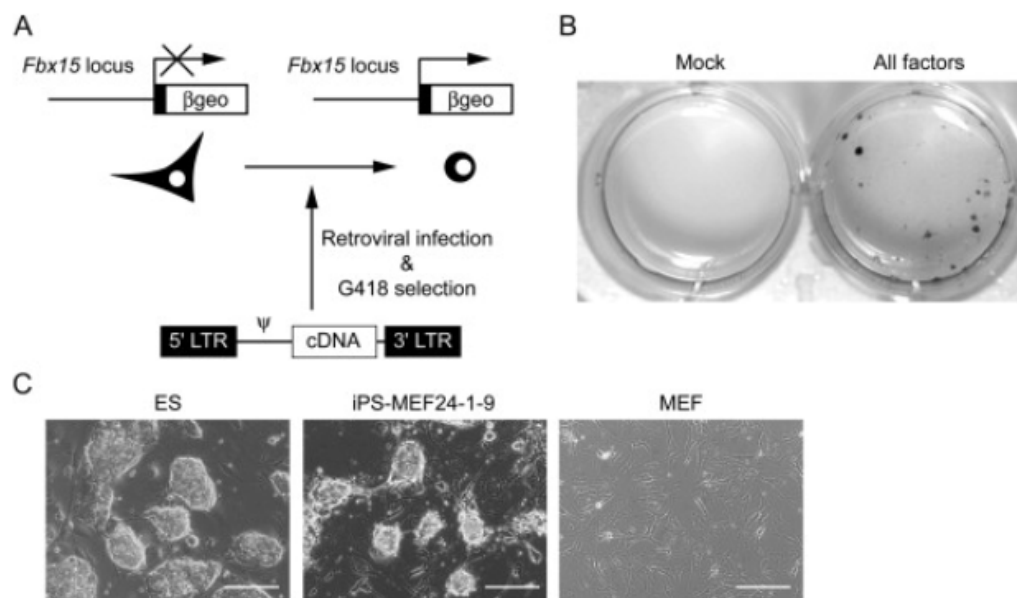 A
Fbx15 locus
βgeo
Fbx15 locus
βgeo
Retroviral infection
&
G418 selection
5' LTR
ψ
cDNA
3' LTR
B
Mock
All factors
C
ES
iPS-MEF24-1-9
MEF